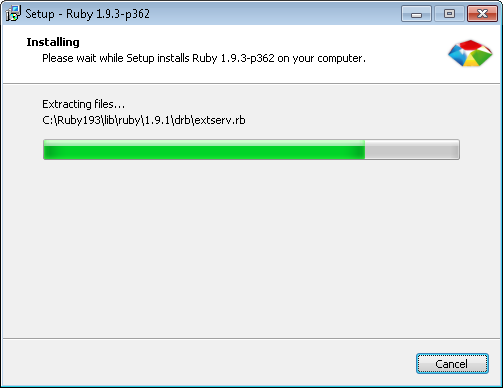 Setup - Ruby 1.9.3-p362
Installing
Please wait while Setup installs Ruby 1.9.3-p362 on your computer.
Extracting files...
C:\Ruby193\lib\ruby\1.9.1\drb\extserv.rb
Cancel